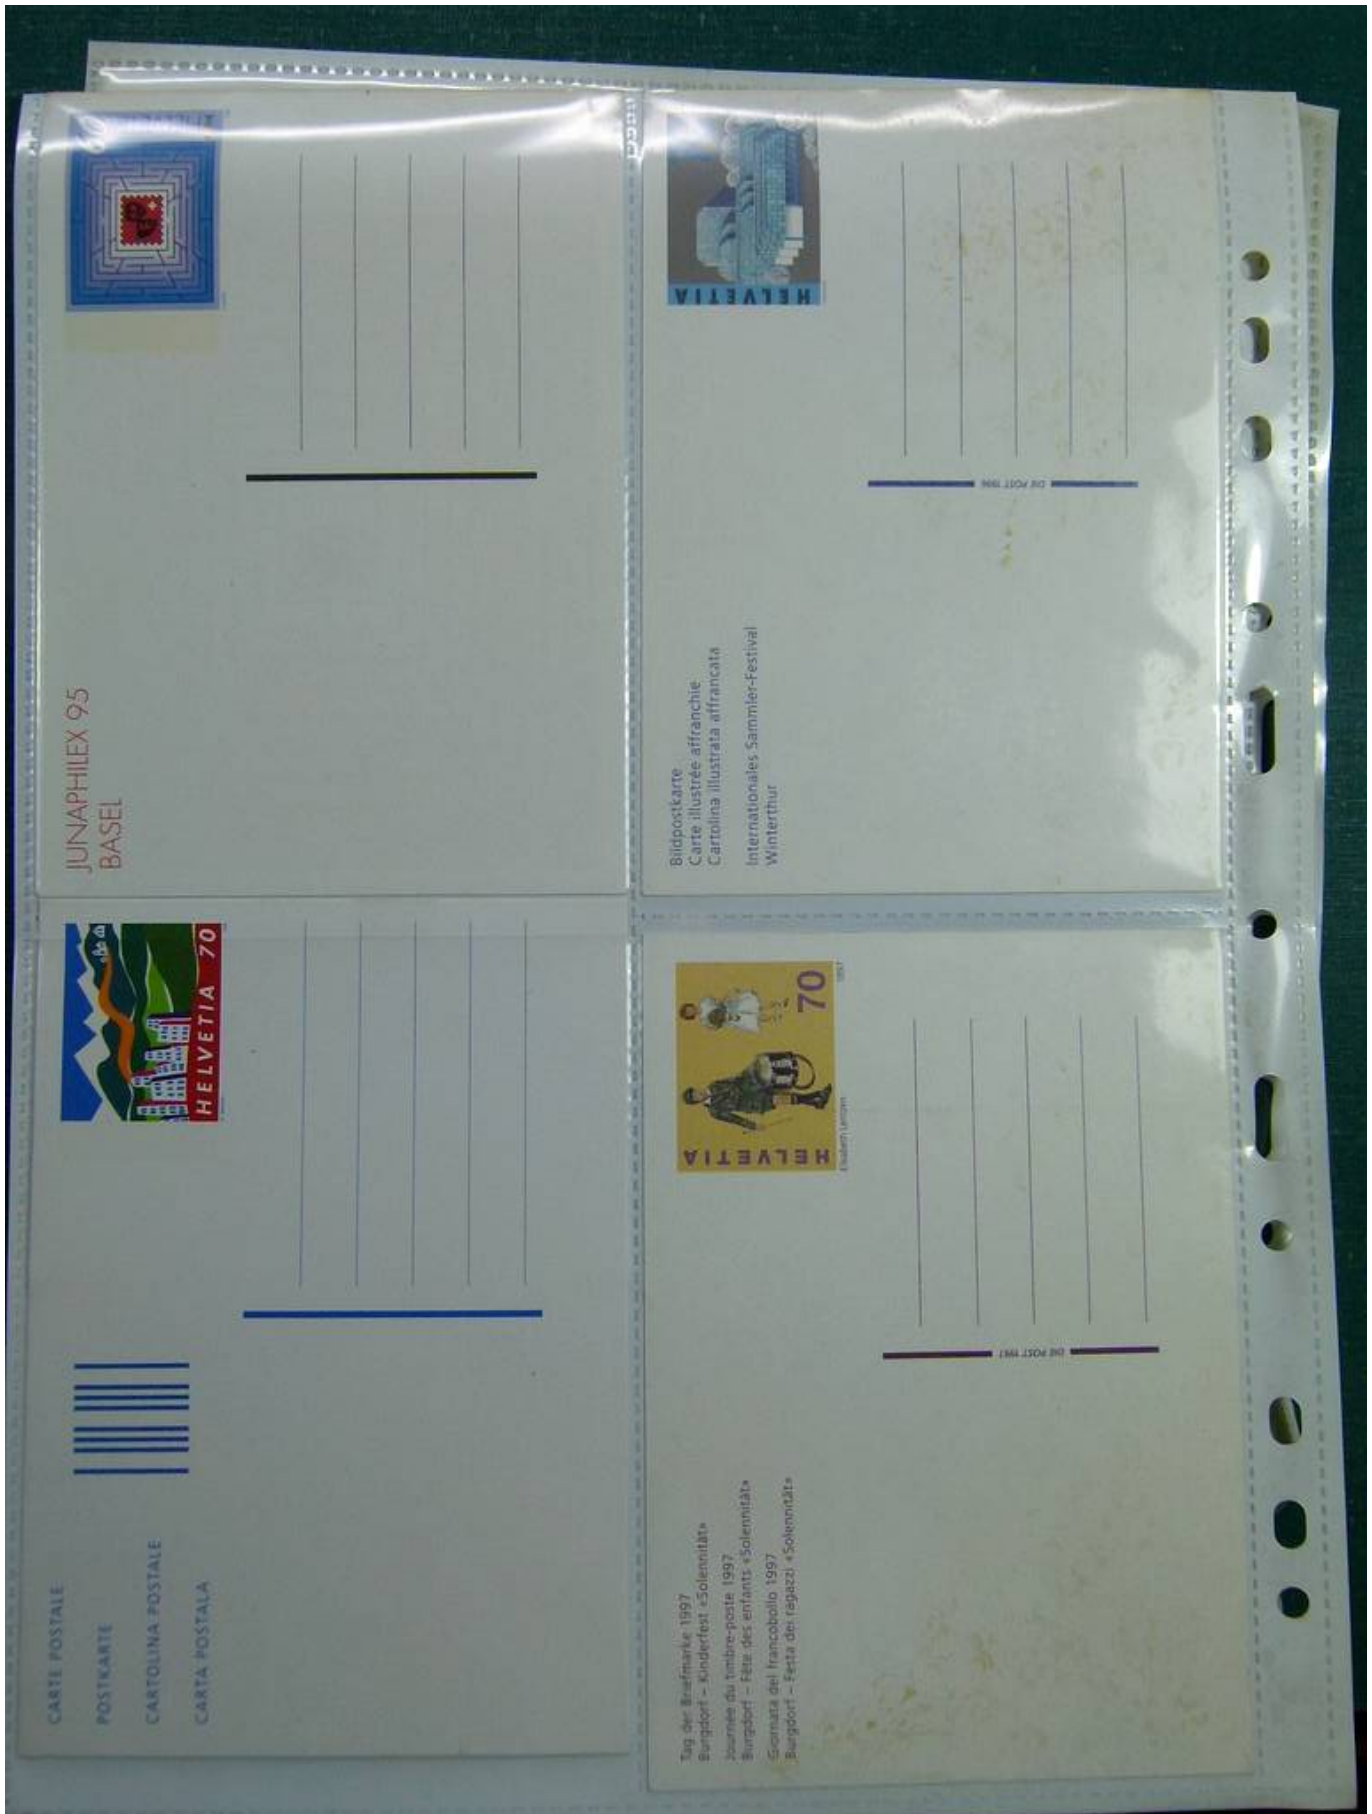 JUNAPHILEX 95
BASEL
HELVETIA
Bildpostkarte
Carte illustrée affranchie
Cartolina illustrata affrancata
Internationales Sammler-Festival
Winterthur
HELVETIA
DIE POST 1996
CARTE POSTALE
POSTKARTE
CARTOLINA POSTALE
CARTA POSTALA
HELVETIA 70
Tag der Briefmarke 1997
Burgdorf – Kinderfest «Solennität»
Journée du timbre-poste 1997
Burgdorf – Fête des enfants «Solennität»
Giornata del francobollo 1997
Burgdorf – Festa dei ragazzi «Solennität»
HELVETIA
70
1997
DIE POST 1997